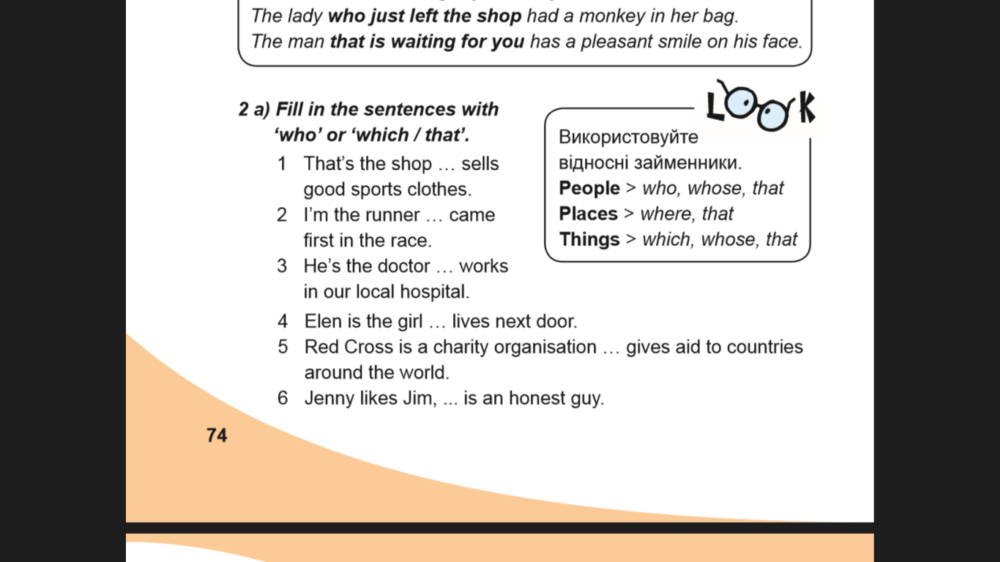 The lady who just left the shop had a monkey in her bag.
The man that is waiting for you has a pleasant smile on his face.
2 a) Fill in the sentences with
‘who’ or ‘which / that’.
1 That’s the shop … sells
good sports clothes.
2 I’m the runner … came
first in the race.
3 He’s the doctor … works
in our local hospital.
4 Elen is the girl … lives next door.
5 Red Cross is a charity organisation … gives aid to countries
around the world.
6 Jenny likes Jim, ... is an honest guy.
LOOK
Використовуйте
відносні займенники.
People > who, whose, that
Places > where, that
Things > which, whose, that
74